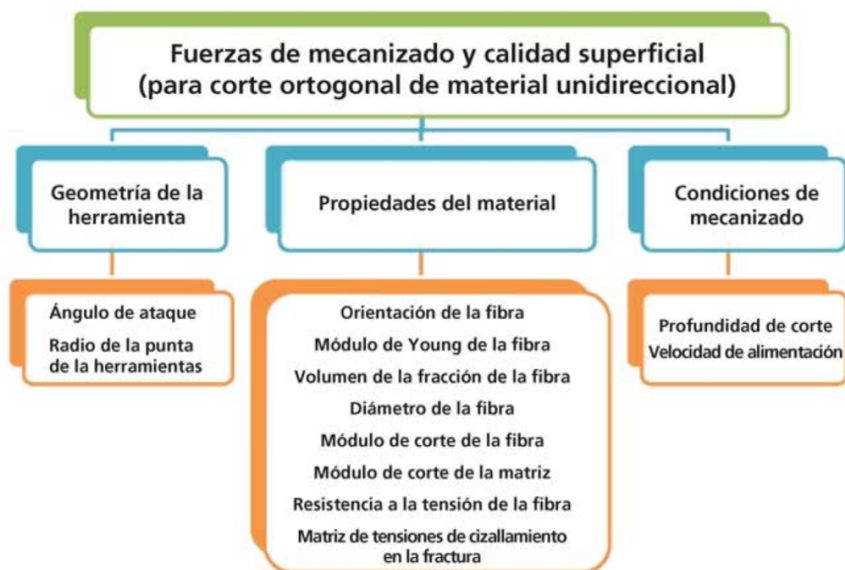 Fuerzas de mecanizado y calidad superficial
(para corte ortogonal de material unidireccional)
Geometría de la
herramienta
Propiedades del material
Condiciones de
mecanizado
Ángulo de ataque
Radio de la punta
de la herramientas
Orientación de la fibra
Módulo de Young de la fibra
Volumen de la fracción de la fibra
Diámetro de la fibra
Módulo de corte de la fibra
Módulo de corte de la matriz
Resistencia a la tensión de la fibra
Matriz de tensiones de cizallamiento
en la fractura
Profundidad de corte
Velocidad de alimentación